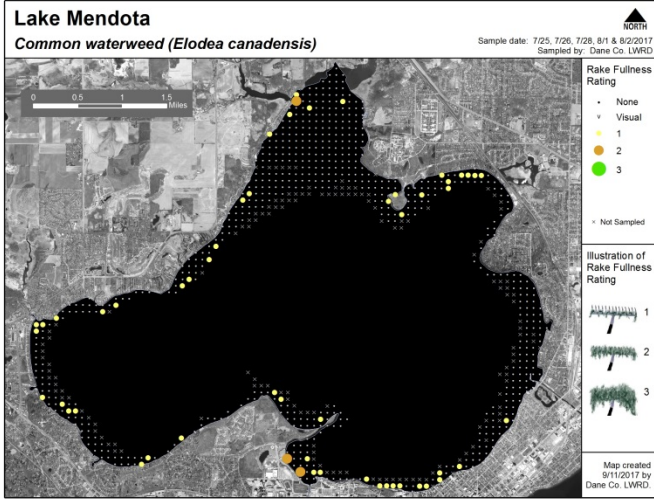 Lake Mendota
Common waterweed (Elodea canadensis)
NORTH
Sample date: 7/25, 7/26, 7/28, 8/1 & 8/2/2017
Sampled by: Dane Co. LWRD
0 0.5 1 1.5
Miles
Rake Fullness
Rating
None
Visual
1
2
3
Not Sampled
Illustration of
Rake Fullness
Rating
1
2
3
Map created
9/11/2017 by
Dane Co. LWRD.